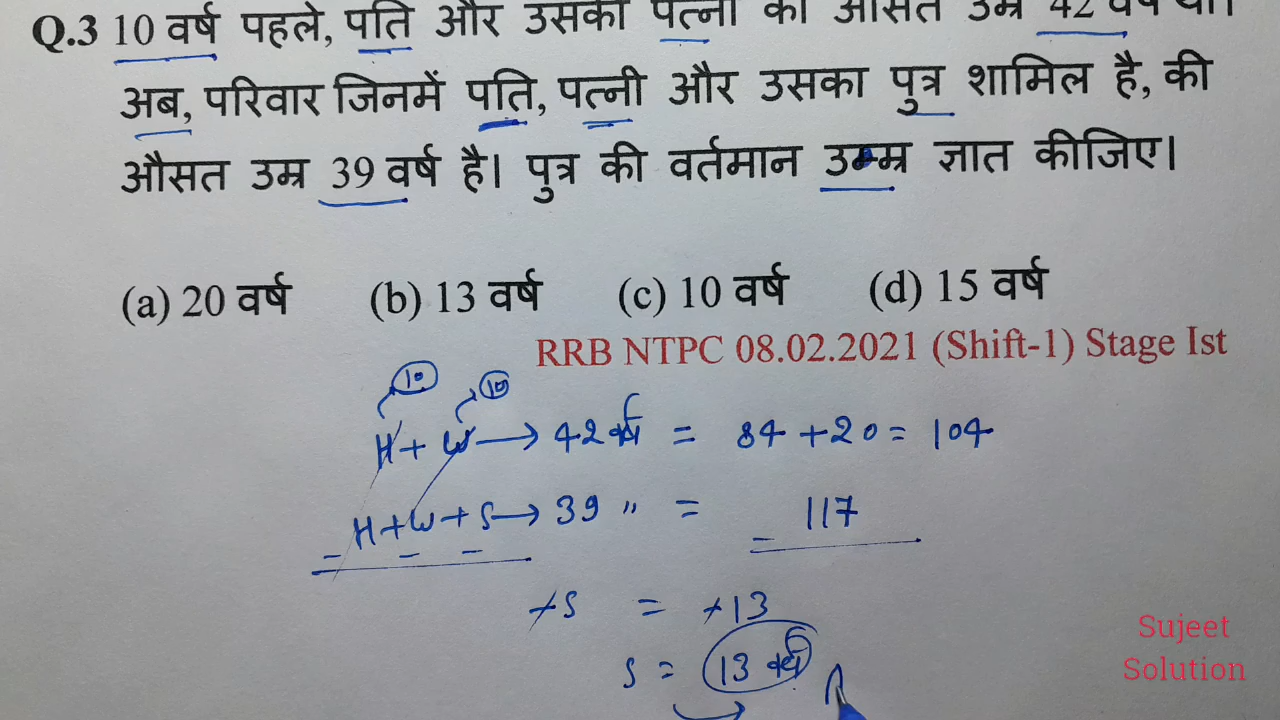 Q.3 10 वर्ष पहले, पति और उसकी पत्नी की औसत उम्र 42 वर्ष थी।
अब, परिवार जिनमें पति, पत्नी और उसका पुत्र शामिल है, की
औसत उम्र 39 वर्ष है। पुत्र की वर्तमान उम्र ज्ञात कीजिए।
(a) 20 वर्ष (b) 13 वर्ष (c) 10 वर्ष (d) 15 वर्ष
RRB NTPC 08.02.2021 (Shift-1) Stage Ist
10 10
H + W → 42 वर्ष = 84 + 20 = 104
H + W + S → 39 " = 117
- - - -
-S = -13
S = 13 वर्ष
Sujeet
Solution